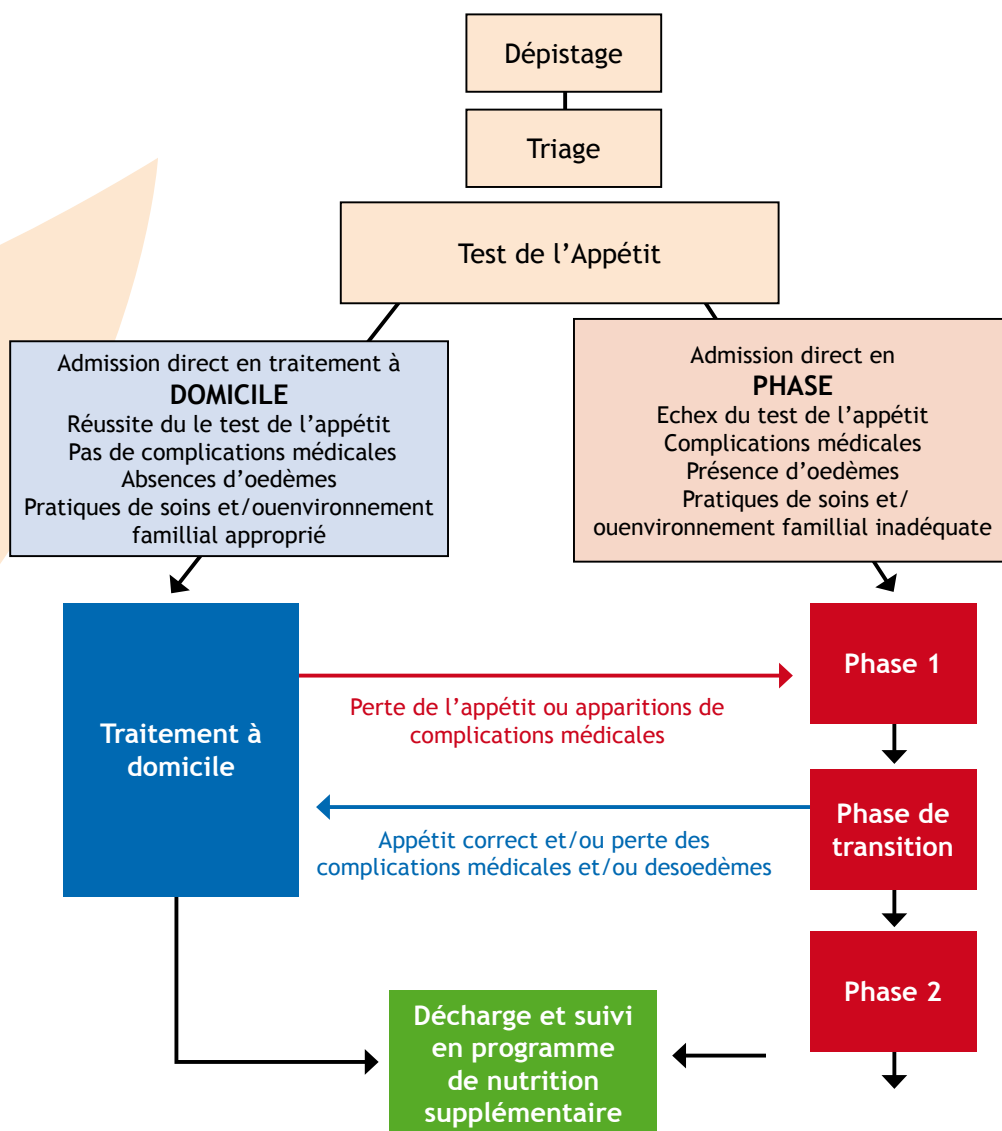 Dépistage
Triage
Test de l’Appétit
Admission direct en traitement à
DOMICILE
Réussite du le test de l’appétit
Pas de complications médicales
Absences d’oedèmes
Pratiques de soins et/ouenvironnement
famillial approprié
Admission direct en
PHASE
Echex du test de l’appétit
Complications médicales
Présence d’oedèmes
Pratiques de soins et/
ouenvironnement famillial inadéquate
Traitement à
domicile
Perte de l’appétit ou apparitions de
complications médicales
Phase 1
Appétit correct et/ou perte des
complications médicales et/ou desoedèmes
Phase de
transition
Phase 2
Décharge et suivi
en programme
de nutrition
supplémentaire